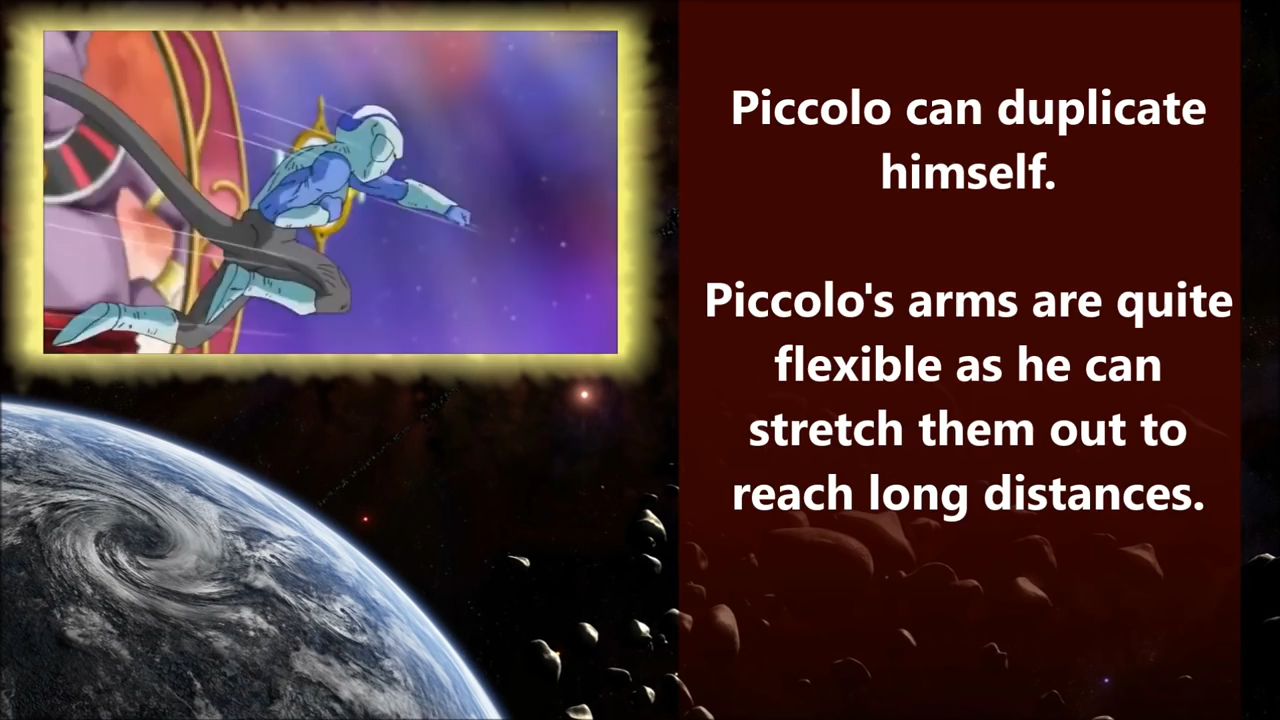 Piccolo can duplicate
himself.
Piccolo's arms are quite
flexible as he can
stretch them out to
reach long distances.